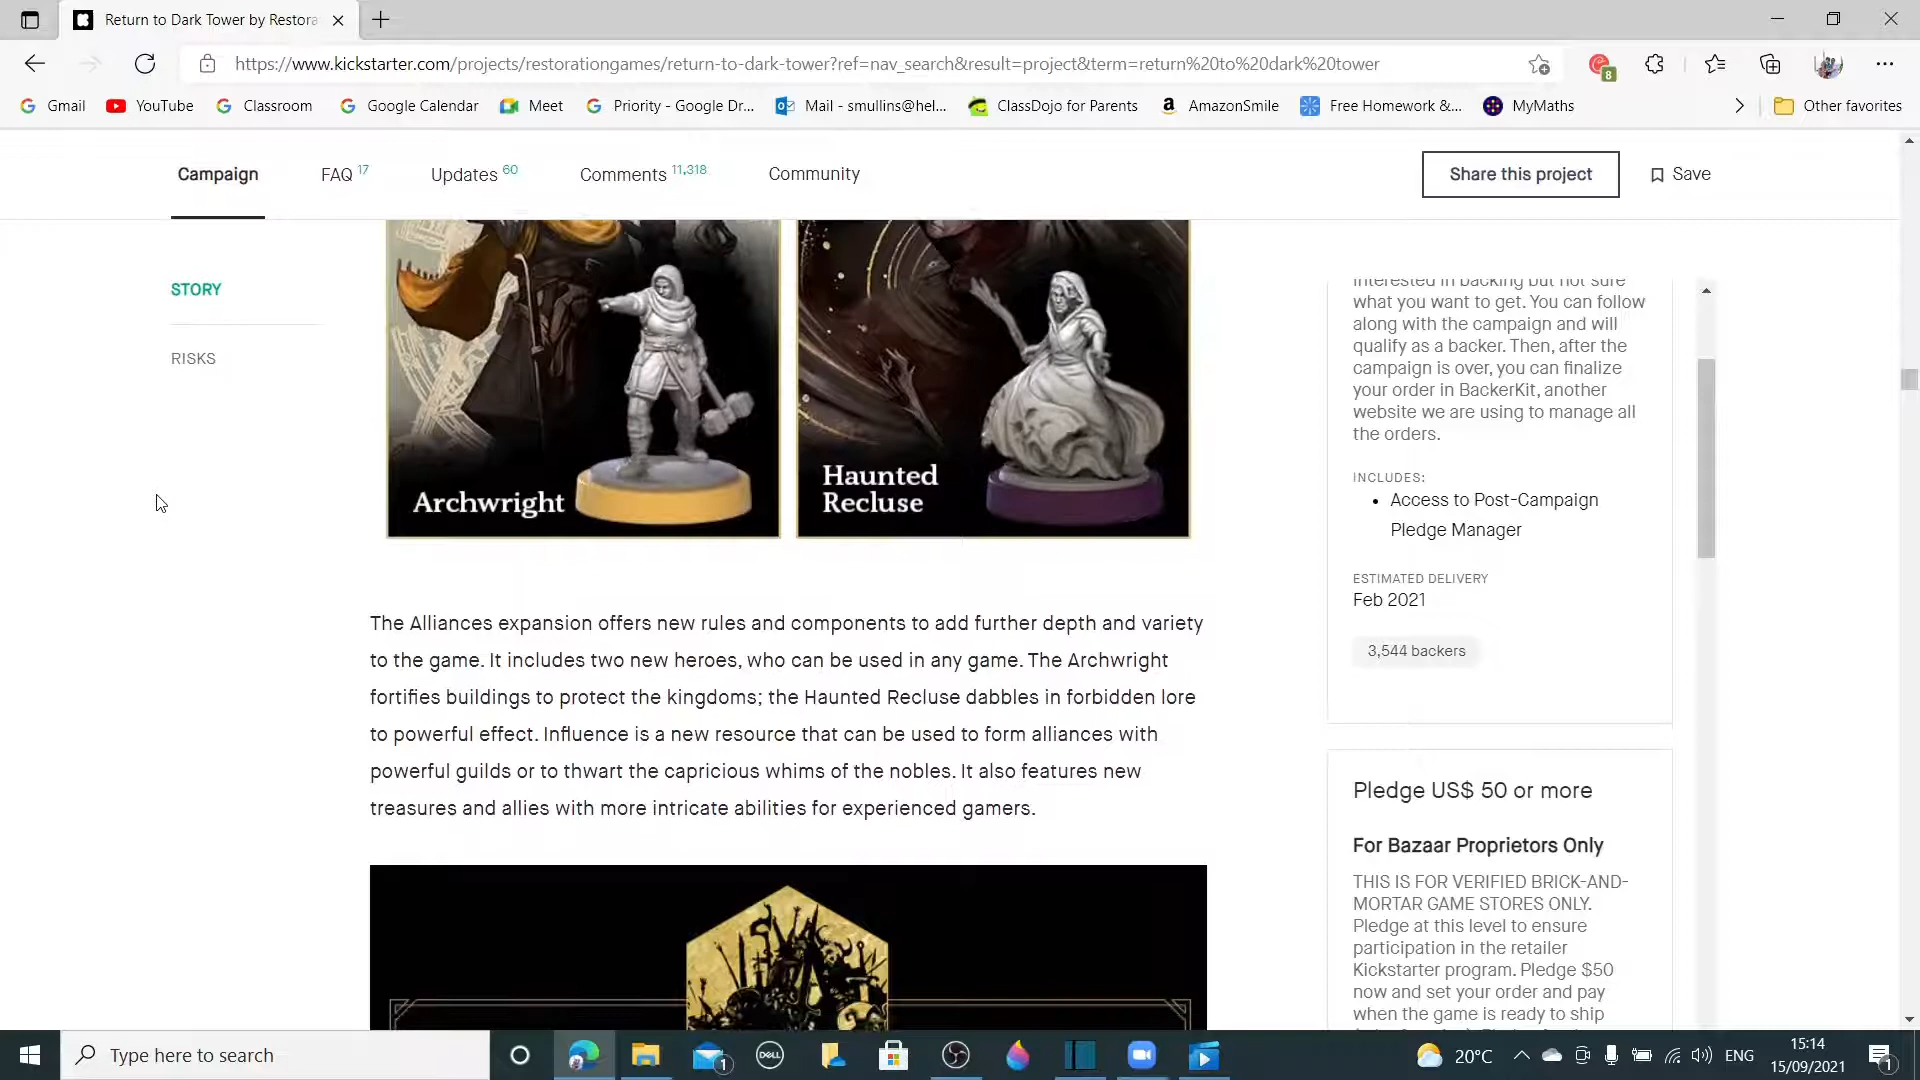 Return to Dark Tower by Restora
https://www.kickstarter.com/projects/restorationgames/return-to-dark-tower?ref=nav_search&result=project&term=return%20to%20dark%20tower
8
Gmail
YouTube
Classroom
Google Calendar
Meet
Priority - Google Dr...
Mail - smullins@hel...
ClassDojo for Parents
AmazonSmile
Free Homework &...
MyMaths
Other favorites
Campaign
FAQ 17
Updates 60
Comments 11,318
Community
Share this project
Save
STORY
RISKS
Archwright
Haunted
Recluse
The Alliances expansion offers new rules and components to add further depth and variety
to the game. It includes two new heroes, who can be used in any game. The Archwright
fortifies buildings to protect the kingdoms; the Haunted Recluse dabbles in forbidden lore
to powerful effect. Influence is a new resource that can be used to form alliances with
powerful guilds or to thwart the capricious whims of the nobles. It also features new
treasures and allies with more intricate abilities for experienced gamers.
interested in backing but not sure
what you want to get. You can follow
along with the campaign and will
qualify as a backer. Then, after the
campaign is over, you can finalize
your order in BackerKit, another
website we are using to manage all
the orders.
INCLUDES:
• Access to Post-Campaign
Pledge Manager
ESTIMATED DELIVERY
Feb 2021
3,544 backers
Pledge US$ 50 or more
For Bazaar Proprietors Only
THIS IS FOR VERIFIED BRICK-AND-
MORTAR GAME STORES ONLY.
Pledge at this level to ensure
participation in the retailer
Kickstarter program. Pledge $50
now and set your order and pay
when the game is ready to ship
Type here to search
1
DELL
20°C
ENG
15:14
15/09/2021
1